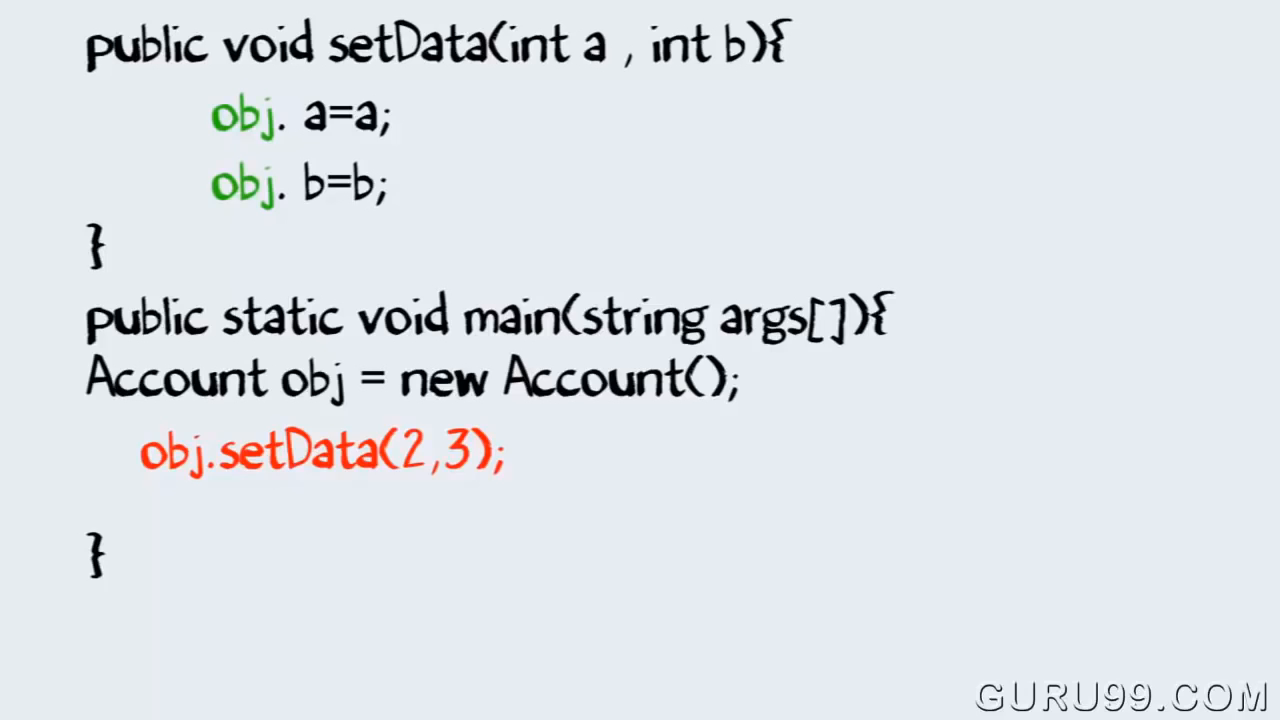 public void setData(int a , int b){
obj. a=a;
obj. b=b;
}
public static void main(string args[]){
Account obj = new Account();
obj.setData(2,3);
}
GURU99.COM